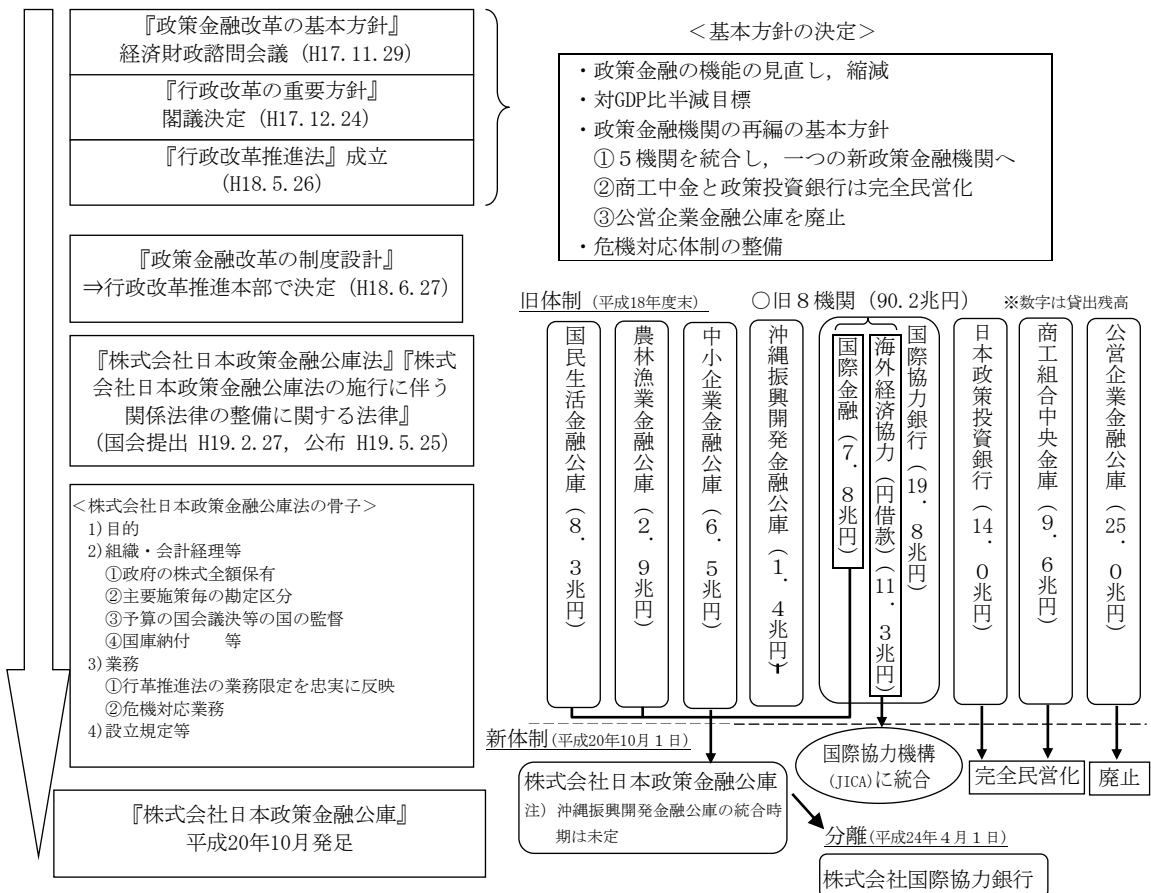 『政策金融改革の基本方針』
経済財政諮問会議 (H17.11.29)
『行政改革の重要方針』
閣議決定 (H17.12.24)
『行政改革推進法』成立
(H18.5.26)
『政策金融改革の制度設計』
⇒行政改革推進本部で決定 (H18.6.27)
『株式会社日本政策金融公庫法』『株式
会社日本政策金融公庫法の施行に伴う
関係法律の整備に関する法律』
(国会提出 H19.2.27, 公布 H19.5.25)
＜株式会社日本政策金融公庫法の骨子＞
1)目的
2)組織・会計経理等
①政府の株式全額保有
②主要施策毎の勘定区分
③予算の国会議決等の国の監督
④国庫納付　　等
3)業務
①行革推進法の業務限定を忠実に反映
②危機対応業務
4)設立規定等
『株式会社日本政策金融公庫』
平成20年10月発足
＜基本方針の決定＞
・政策金融の機能の見直し，縮減
・対GDP比半減目標
・政策金融機関の再編の基本方針
①５機関を統合し，一つの新政策金融機関へ
②商工中金と政策投資銀行は完全民営化
③公営企業金融公庫を廃止
・危機対応体制の整備
旧体制 (平成18年度末)　○旧８機関 (90.2兆円)　※数字は貸出残高
国民生活金融公庫（８．３兆円）
農林漁業金融公庫（２．９兆円）
中小企業金融公庫（６．５兆円）
沖縄振興開発金融公庫（１．４兆円）
国際金融（７．８兆円）
海外経済協力（円借款）（11．３兆円）
国際協力銀行（19．８兆円）
日本政策投資銀行（14．０兆円）
商工組合中央金庫（９．６兆円）
公営企業金融公庫（25．０兆円）
新体制(平成20年10月１日)
株式会社日本政策金融公庫
注）沖縄振興開発金融公庫の統合時
期は未定
国際協力機構
(JICA)に統合
完全民営化
廃止
分離(平成24年４月１日)
株式会社国際協力銀行